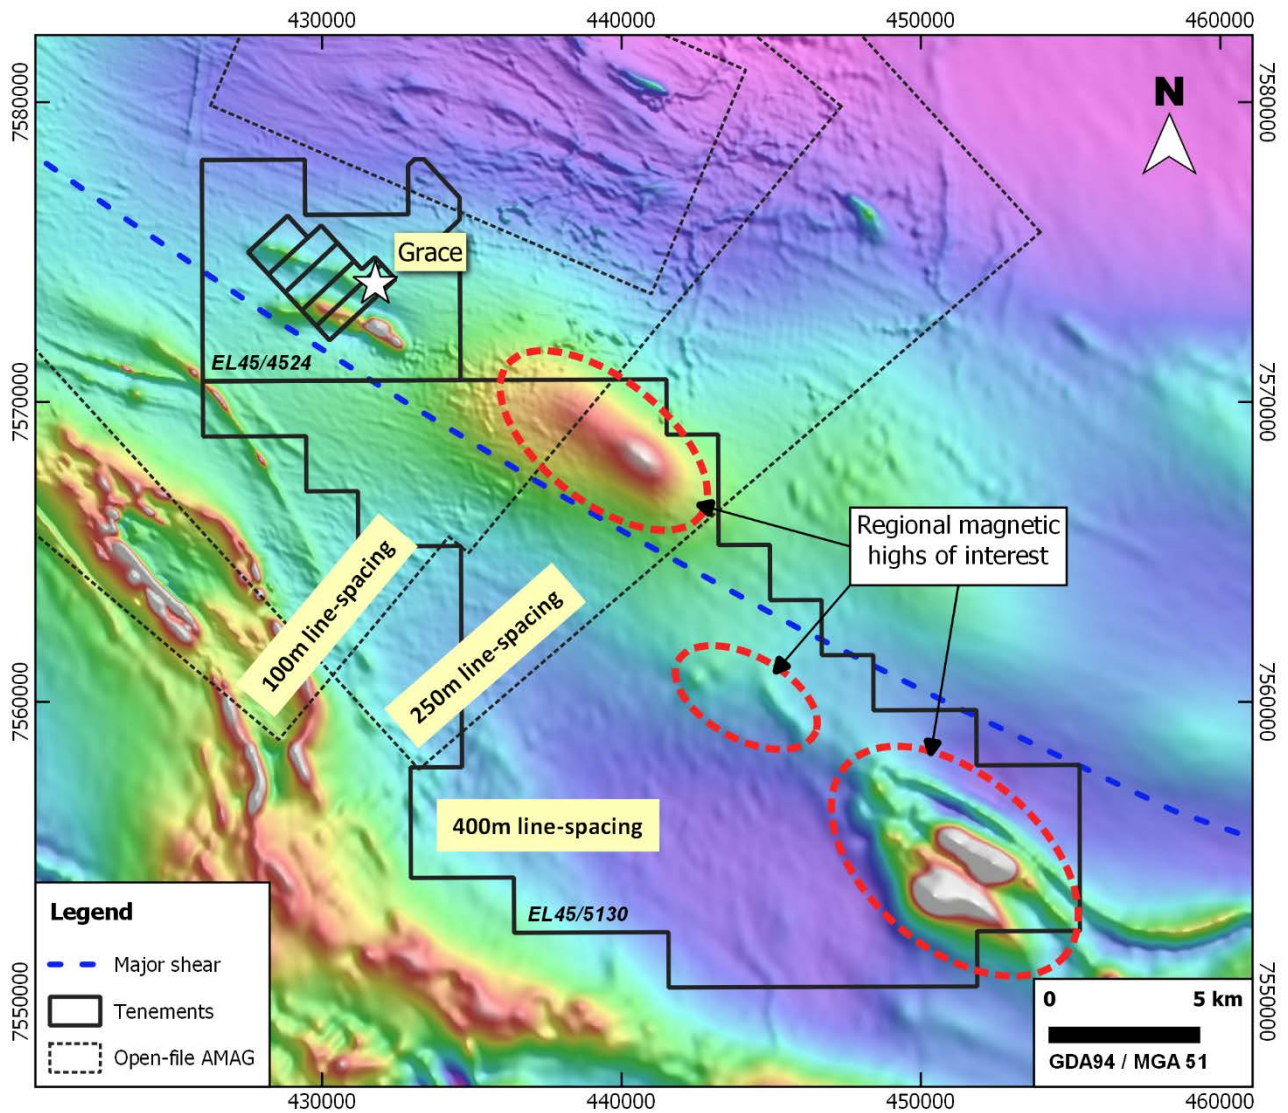 430000
440000
450000
460000
7580000
7580000
N
Grace
EL45/4524
7570000
7570000
Regional magnetic
highs of interest
100m line-spacing
250m line-spacing
7560000
7560000
400m line-spacing
EL45/5130
Legend
Major shear
Tenements
Open-file AMAG
7550000
7550000
0
5 km
GDA94 / MGA 51
430000
440000
450000
460000